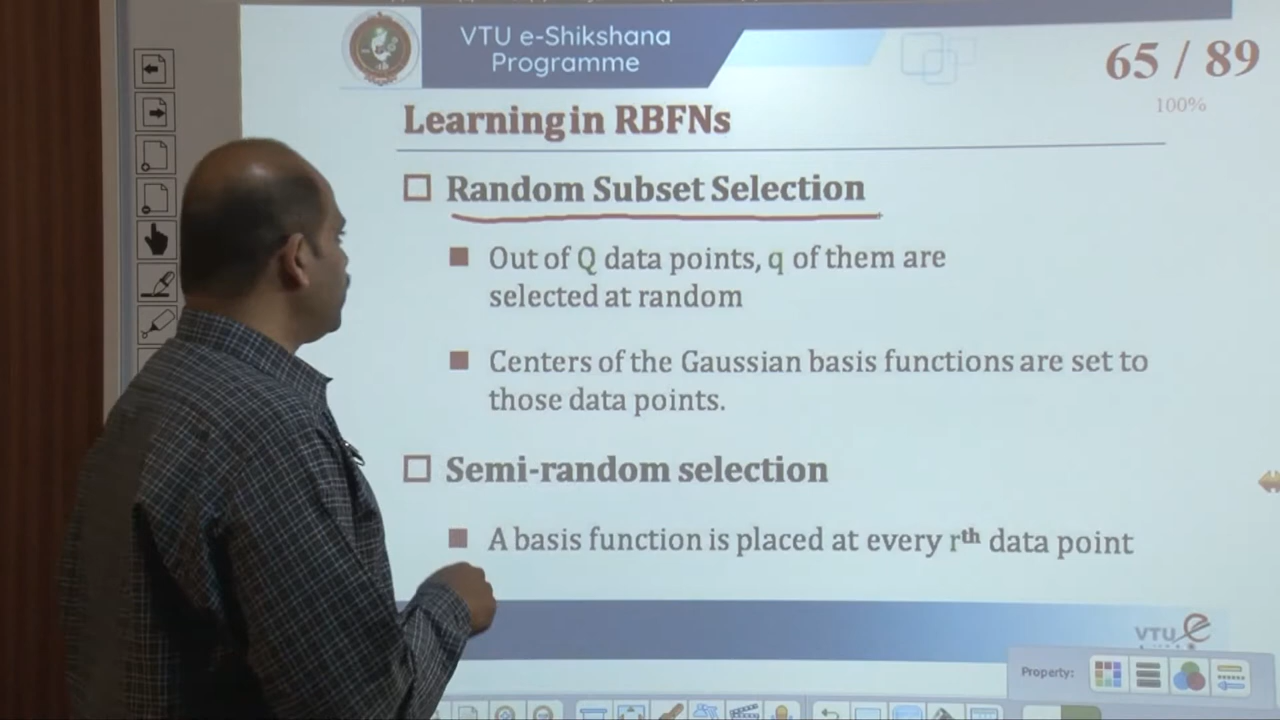 VTU e-Shikshana
Programme
65 / 89
100%
Learning in RBFNs
Random Subset Selection
Out of Q data points, q of them are
selected at random
Centers of the Gaussian basis functions are set to
those data points.
Semi-random selection
A basis function is placed at every rth data point
VTU e
Property: